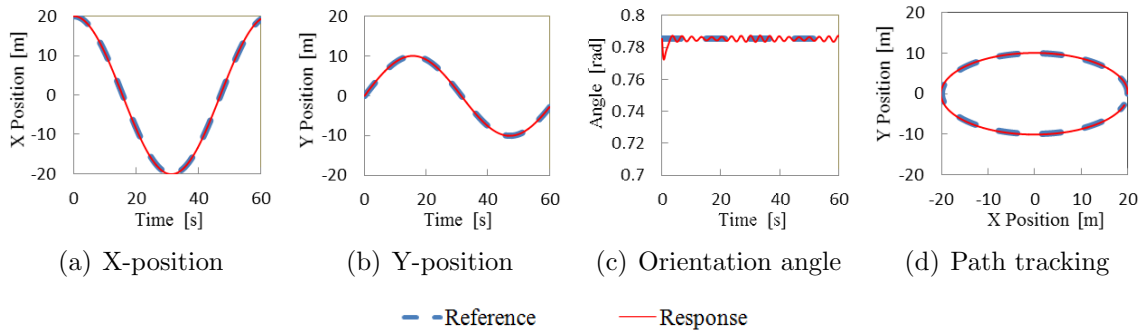 X Position [m]
20
10
0
-10
-20
0 20 40 60
Time [s]
(a) X-position
Y Position [m]
20
10
0
-10
-20
0 20 40 60
Time [s]
(b) Y-position
Angle [rad]
0.8
0.78
0.76
0.74
0.72
0.7
0 20 40 60
Time [s]
(c) Orientation angle
Y Position [m]
20
10
0
-10
-20
-20 -10 0 10 20
X Position [m]
(d) Path tracking
Reference
Response